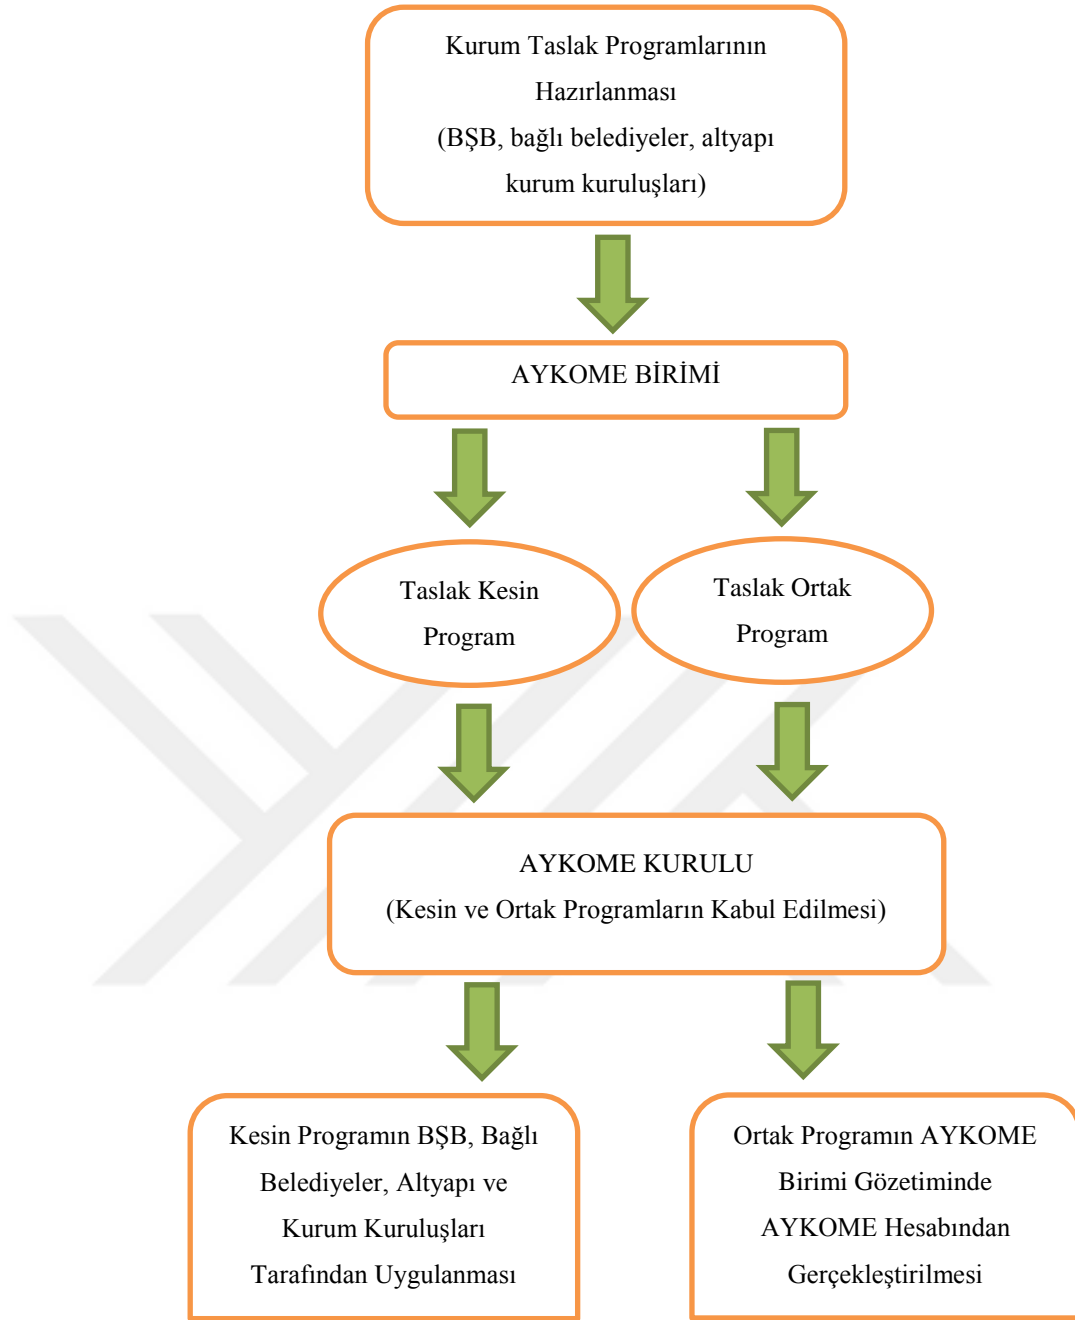 Kurum Taslak Programlarının
Hazırlanması
(BŞB, bağlı belediyeler, altyapı
kurum kuruluşları)
AYKOME BİRİMİ
Taslak Kesin
Program
Taslak Ortak
Program
AYKOME KURULU
(Kesin ve Ortak Programların Kabul Edilmesi)
Kesin Programın BŞB, Bağlı
Belediyeler, Altyapı ve
Kurum Kuruluşları
Tarafından Uygulanması
Ortak Programın AYKOME
Birimi Gözetiminde
AYKOME Hesabından
Gerçekleştirilmesi